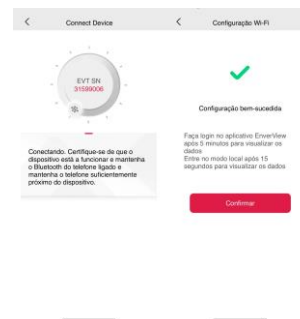 Connect Device
EVT SN
31599006
Conectando. Certifique-se de que o
dispositivo está a funcionar e mantenha
o Bluetooth do telefone ligado e
mantenha o telefone suficientemente
próximo do dispositivo.
Configuração Wi-Fi
Configuração bem-sucedida
Faça login no aplicativo EnverView
após 5 minutos para visualizar os
dados
Entre no modo local após 15
segundos para visualizar os dados
Confirmar